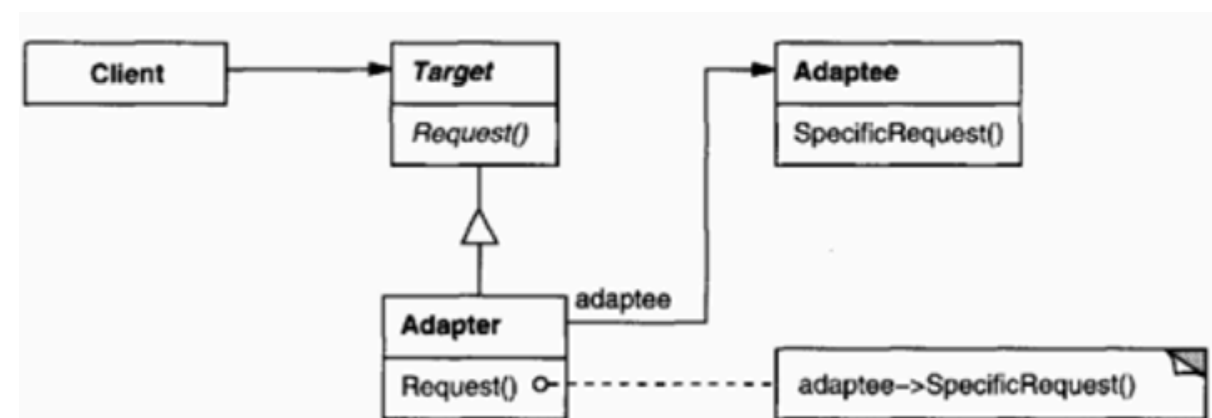 Client
Target
Request()
Adaptee
SpecificRequest()
adaptee
Adapter
Request()
adaptee->SpecificRequest()